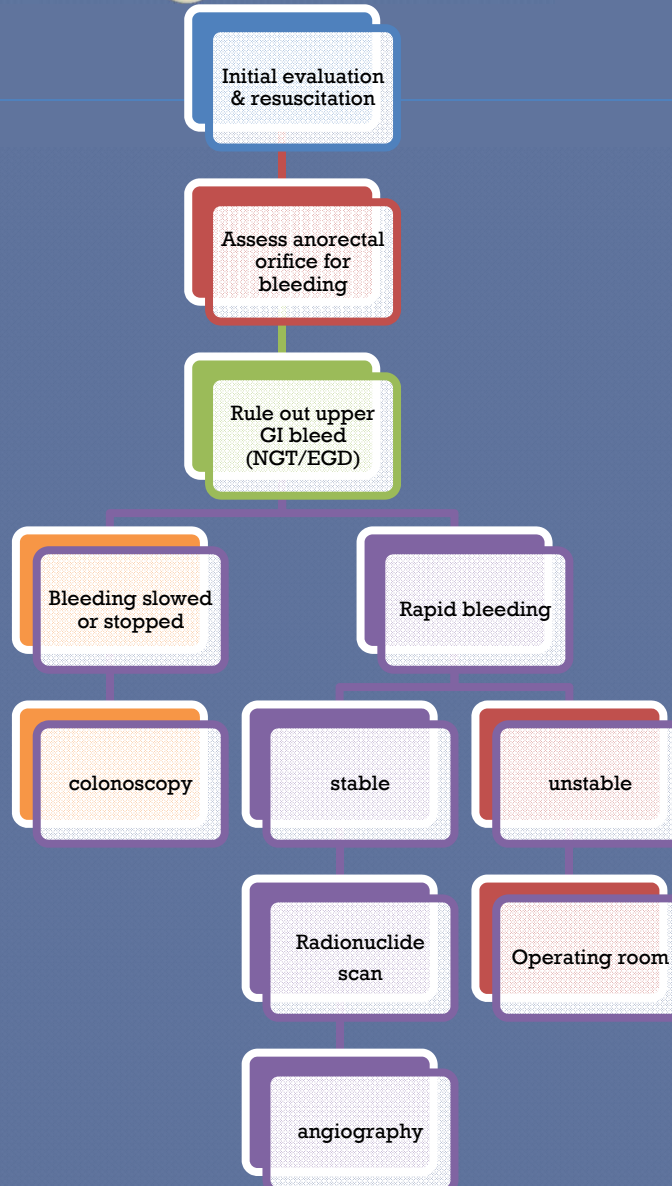 Initial evaluation
& resuscitation
Assess anorectal
orifice for
bleeding
Rule out upper
GI bleed
(NGT/EGD)
Bleeding slowed
or stopped
Rapid bleeding
colonoscopy
stable
unstable
Radionuclide
scan
Operating room
angiography